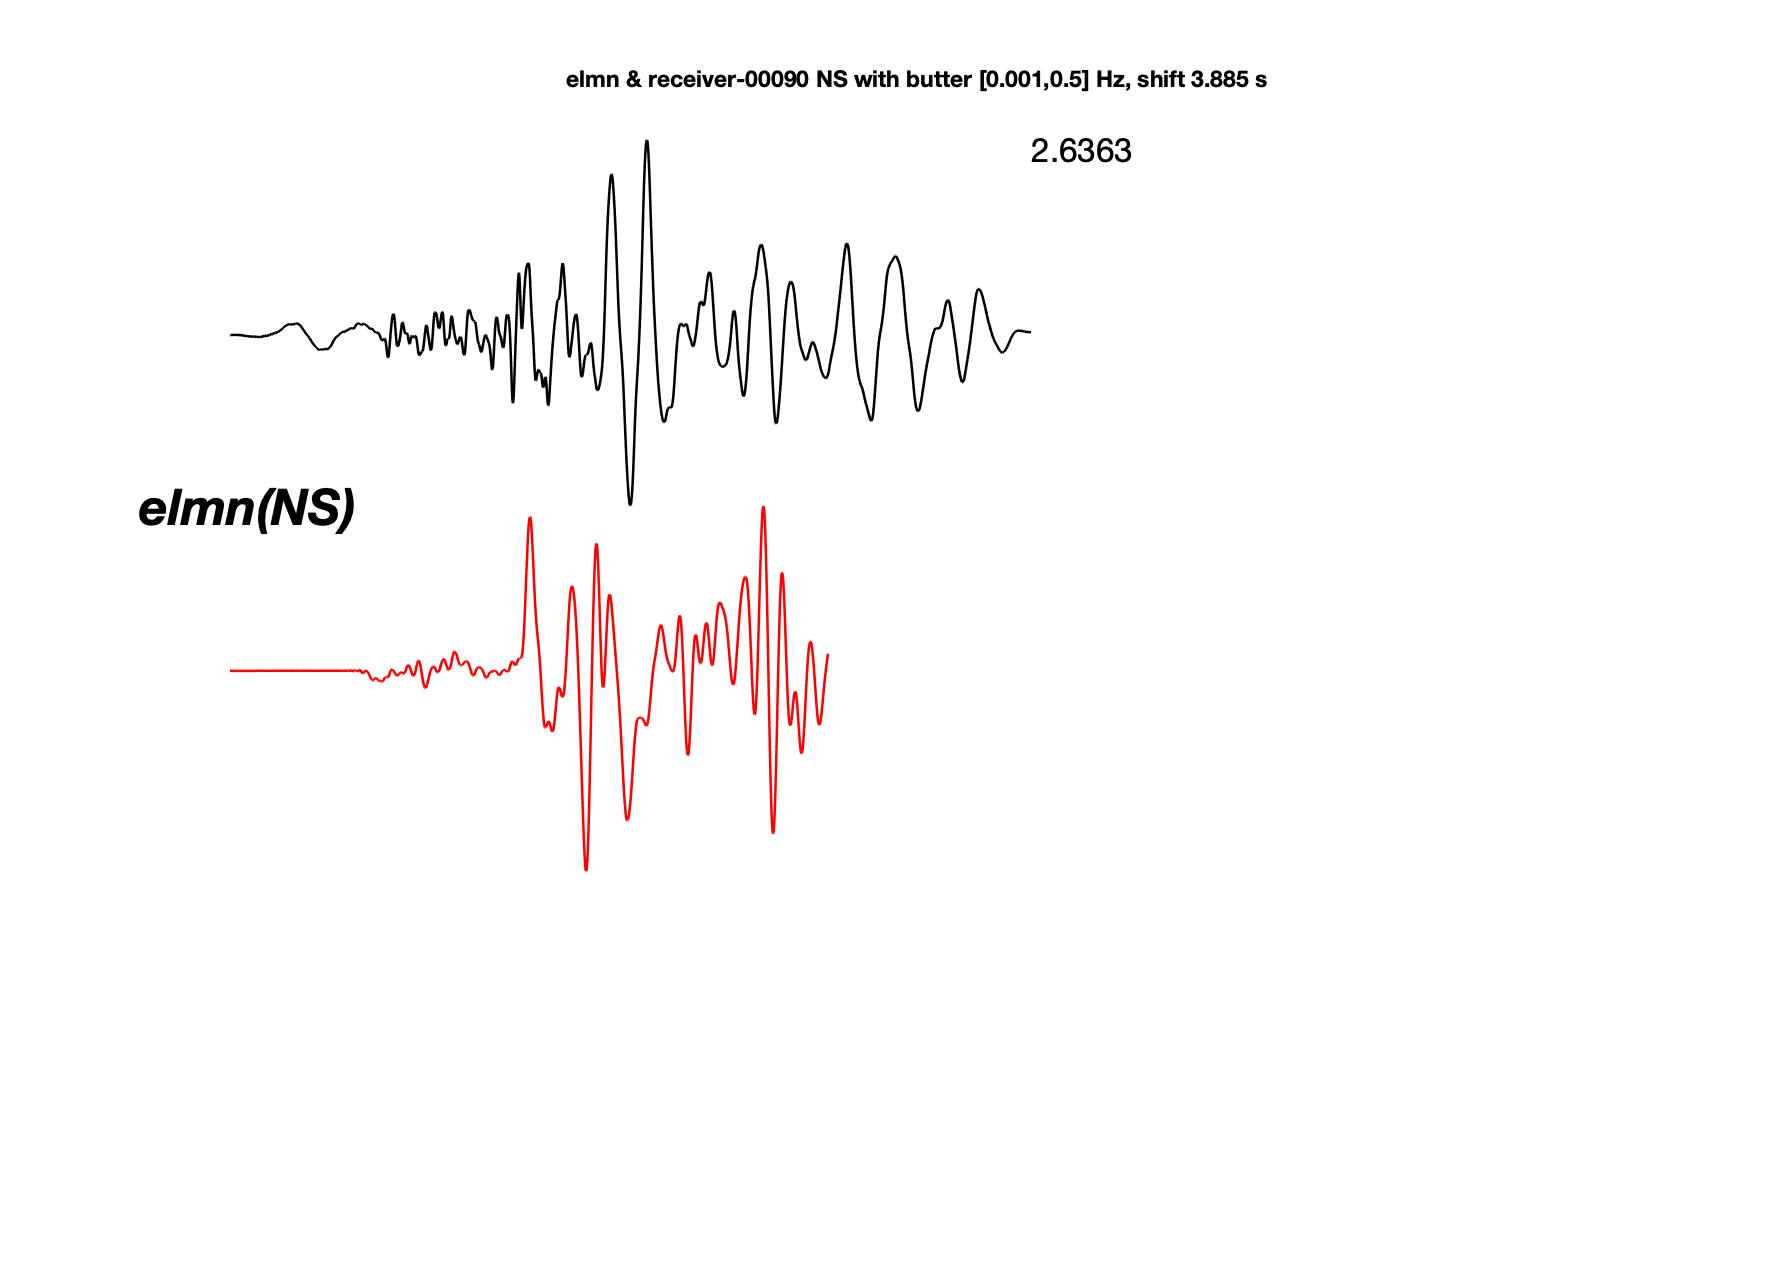 elmn & receiver-00090 NS with butter [0.001,0.5] Hz, shift 3.885 s
2.6363
elmn(NS)